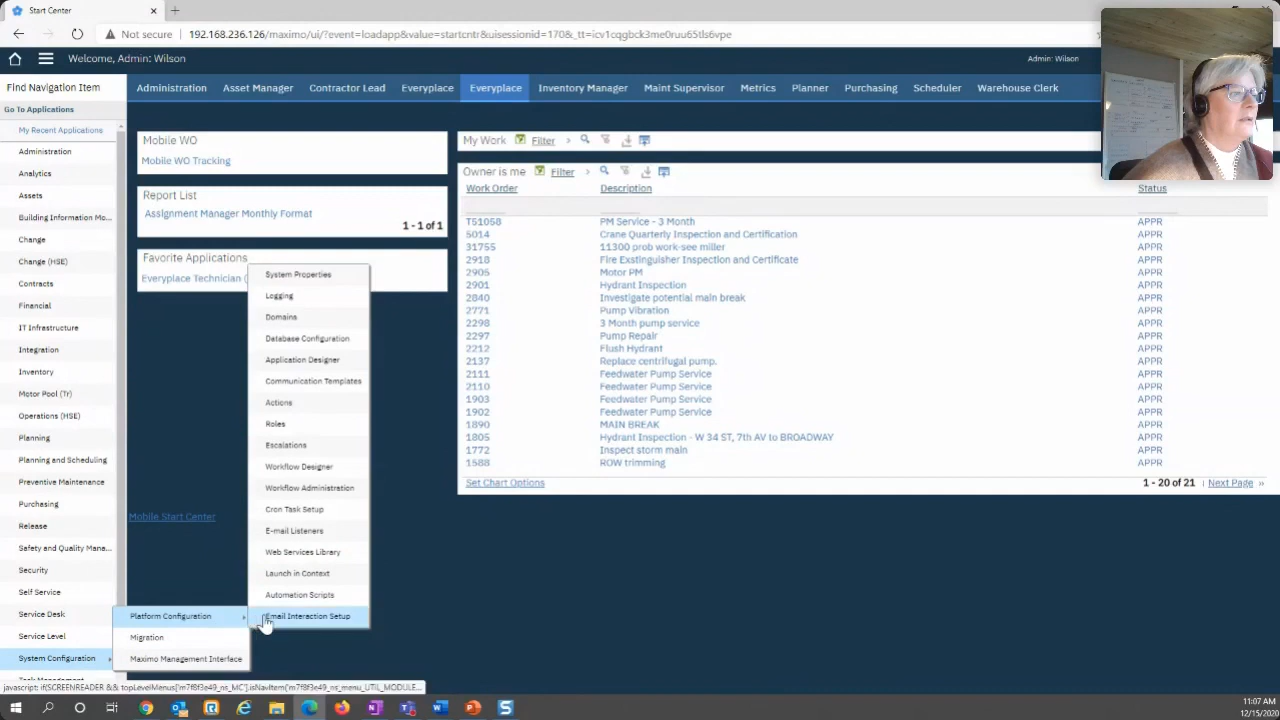 Start Center
Not secure
192.168.236.126/maximo/ui/?event=loadapp&value=startcntr&uisessionid=170&_tt=icv1cqgbck3me0ruu65tls6vpe
Welcome, Admin: Wilson
Admin: Wilson
Find Navigation Item
Administration
Asset Manager
Contractor Lead
Everyplace
Everyplace
Inventory Manager
Maint Supervisor
Metrics
Planner
Purchasing
Scheduler
Warehouse Clerk
Go To Applications
My Recent Applications
Administration
Analytics
Assets
Building Information Mo...
Change
Change (HSE)
Contracts
Financial
IT Infrastructure
Integration
Inventory
Motor Pool (Tr)
Operations (HSE)
Planning
Planning and Scheduling
Preventive Maintenance
Purchasing
Release
Safety and Quality Mana...
Security
Self Service
Service Desk
Service Level
System Configuration
Platform Configuration
Migration
Maximo Management Interface
System Properties
Logging
Domains
Database Configuration
Application Designer
Communication Templates
Actions
Roles
Escalations
Workflow Designer
Workflow Administration
Cron Task Setup
E-mail Listeners
Web Services Library
Launch in Context
Automation Scripts
Email Interaction Setup
Mobile WO
Mobile WO Tracking
Report List
Assignment Manager Monthly Format
1 - 1 of 1
Favorite Applications
Everyplace Technician (
Mobile Start Center
My Work Filter
Owner is me Filter
Work Order Description Status
T51058 PM Service - 3 Month APPR
5014 Crane Quarterly Inspection and Certification APPR
31755 11300 prob work-see miller APPR
2918 Fire Exstinguisher Inspection and Certificate APPR
2905 Motor PM APPR
2901 Hydrant Inspection APPR
2840 Investigate potential main break APPR
2771 Pump Vibration APPR
2298 3 Month pump service APPR
2297 Pump Repair APPR
2212 Flush Hydrant APPR
2137 Replace centrifugal pump. APPR
2111 Feedwater Pump Service APPR
2110 Feedwater Pump Service APPR
1903 Feedwater Pump Service APPR
1902 Feedwater Pump Service APPR
1890 MAIN BREAK APPR
1805 Hydrant Inspection - W 34 ST, 7th AV to BROADWAY APPR
1772 Inspect storm main APPR
1588 ROW trimming APPR
Set Chart Options
1 - 20 of 21
Next Page
javascript: if(SCREENREADER && topLevelMenus['m7f8f3e49_ns_MC'].isNavItem('m7f8f3e49_ns_menu_UTIL_MODULE...
11:07 AM
12/15/2020